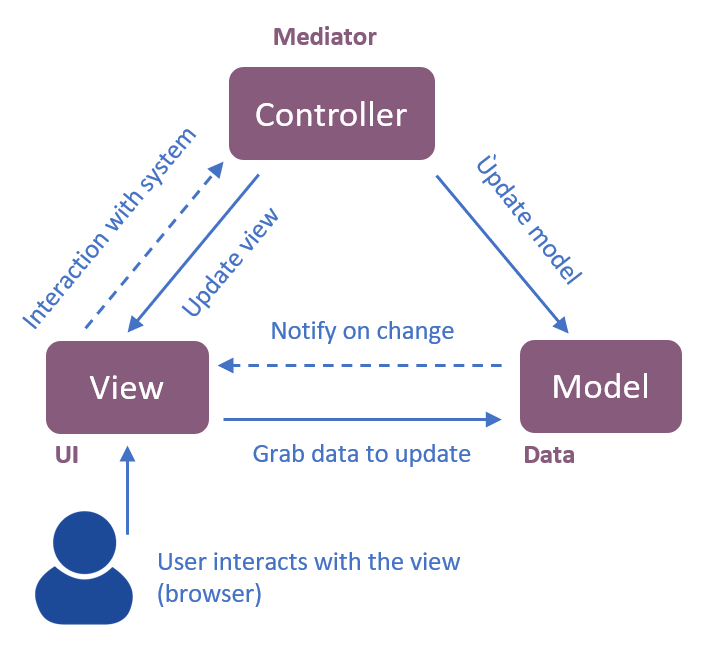 Mediator
Controller
Interaction with system
Update view
Ùpdate model
Notify on change
View
Model
Grab data to update
UI
Data
User interacts with the view
(browser)